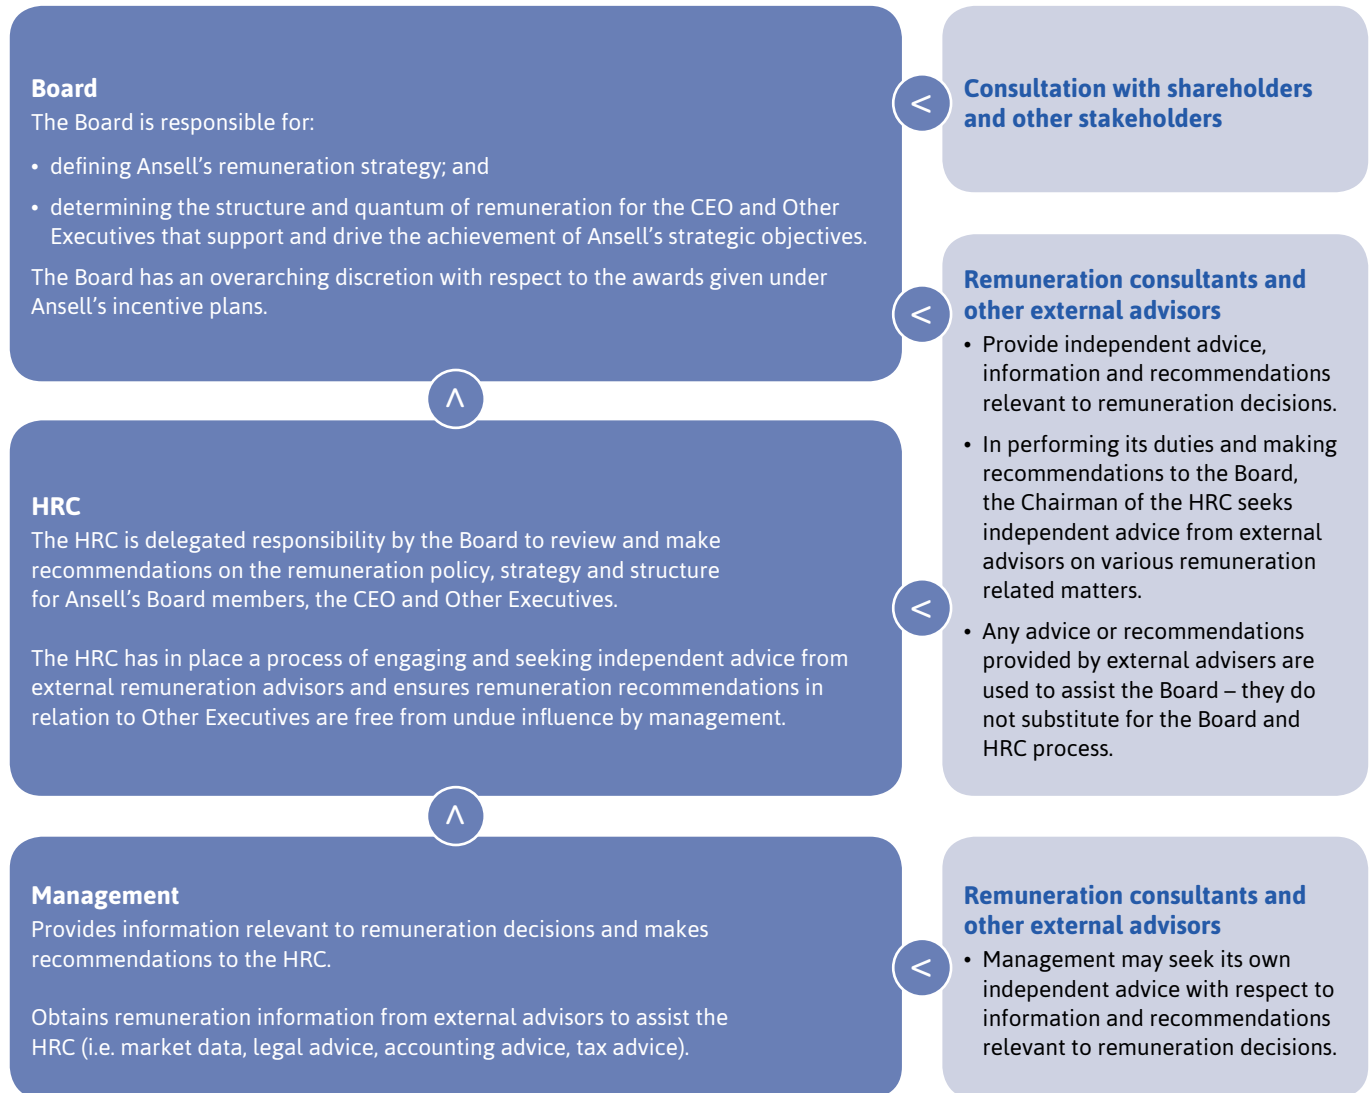 Board
The Board is responsible for:
• defining Ansell’s remuneration strategy; and
• determining the structure and quantum of remuneration for the CEO and Other
Executives that support and drive the achievement of Ansell’s strategic objectives.
The Board has an overarching discretion with respect to the awards given under
Ansell’s incentive plans.
<
Consultation with shareholders
and other stakeholders
<
Remuneration consultants and
other external advisors
• Provide independent advice,
information and recommendations
relevant to remuneration decisions.
• In performing its duties and making
recommendations to the Board,
the Chairman of the HRC seeks
independent advice from external
advisors on various remuneration
related matters.
• Any advice or recommendations
provided by external advisers are
used to assist the Board – they do
not substitute for the Board and
HRC process.
<
HRC
The HRC is delegated responsibility by the Board to review and make
recommendations on the remuneration policy, strategy and structure
for Ansell’s Board members, the CEO and Other Executives.
The HRC has in place a process of engaging and seeking independent advice from
external remuneration advisors and ensures remuneration recommendations in
relation to Other Executives are free from undue influence by management.
<
<
Management
Provides information relevant to remuneration decisions and makes
recommendations to the HRC.
Obtains remuneration information from external advisors to assist the
HRC (i.e. market data, legal advice, accounting advice, tax advice).
<
Remuneration consultants and
other external advisors
• Management may seek its own
independent advice with respect to
information and recommendations
relevant to remuneration decisions.